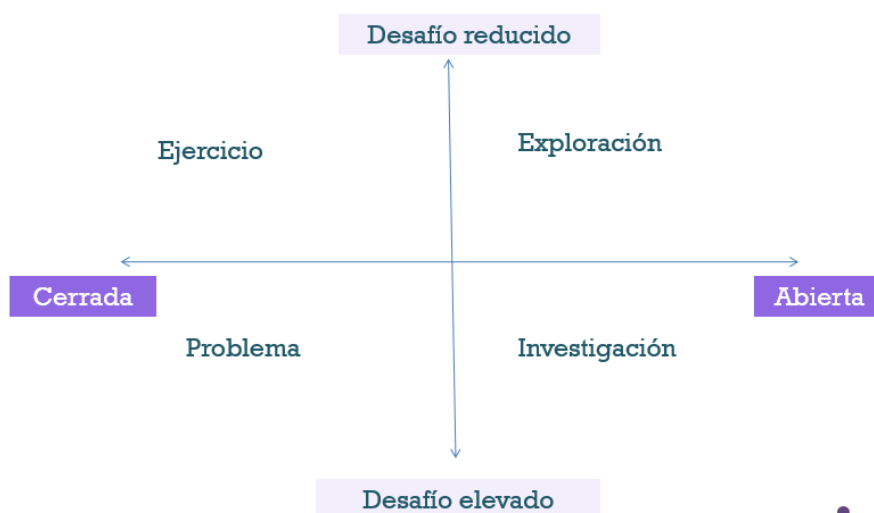 Desafío reducido
Ejercicio
Exploración
Cerrada
Abierta
Problema
Investigación
Desafío elevado